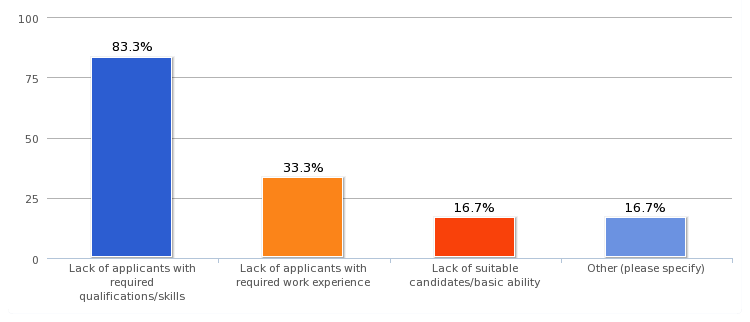 100
75
50
25
0
83.3%
33.3%
16.7%
16.7%
Lack of applicants with
required
qualifications/skills
Lack of applicants with
required work experience
Lack of suitable
candidates/basic ability
Other (please specify)